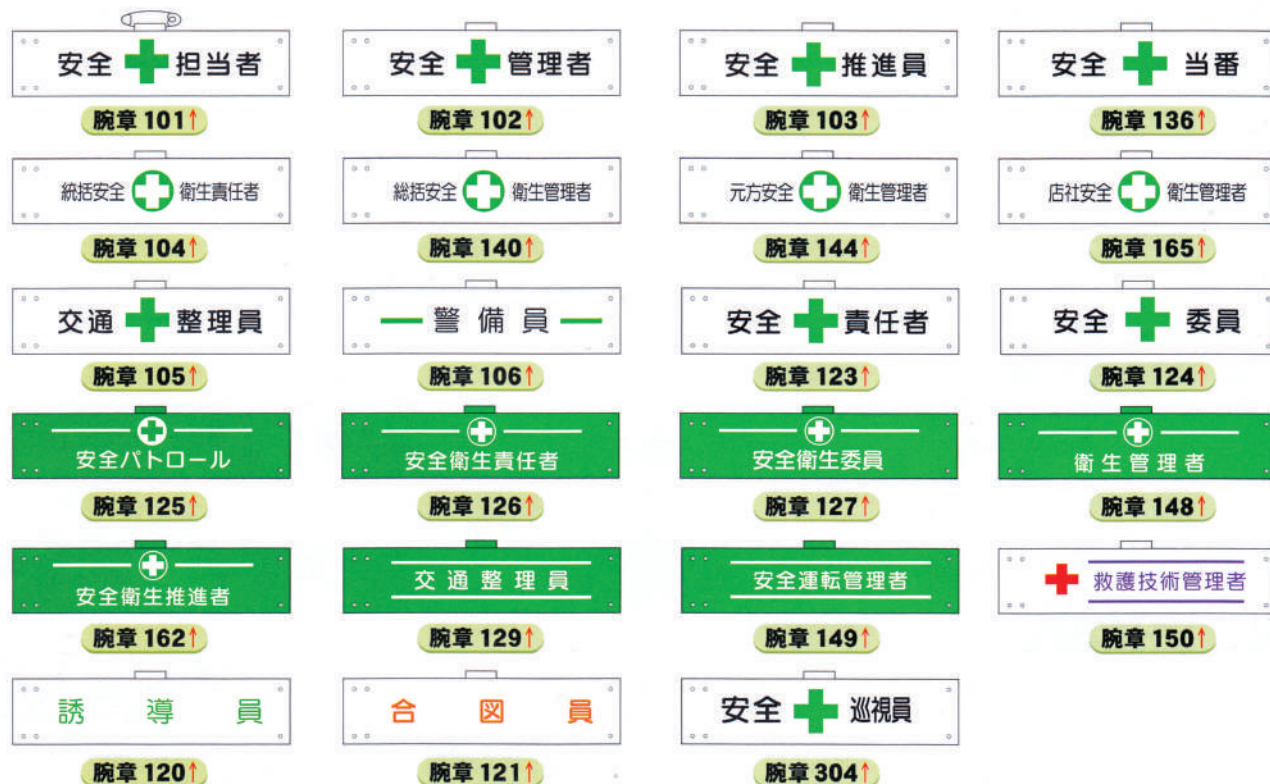 安全 担当者
腕章 101↑
安全 管理者
腕章 102↑
安全 推進員
腕章 103↑
安全 当番
腕章 136↑
統括安全 衛生責任者
腕章 104↑
総括安全 衛生管理者
腕章 140↑
元方安全 衛生管理者
腕章 144↑
店社安全 衛生管理者
腕章 165↑
交通 整理員
腕章 105↑
警備員
腕章 106↑
安全 責任者
腕章 123↑
安全 委員
腕章 124↑
安全パトロール
腕章 125↑
安全衛生責任者
腕章 126↑
安全衛生委員
腕章 127↑
衛生管理者
腕章 148↑
安全衛生推進者
腕章 162↑
交通整理員
腕章 129↑
安全運転管理者
腕章 149↑
救護技術管理者
腕章 150↑
誘導員
腕章 120↑
合図員
腕章 121↑
安全 巡視員
腕章 304↑